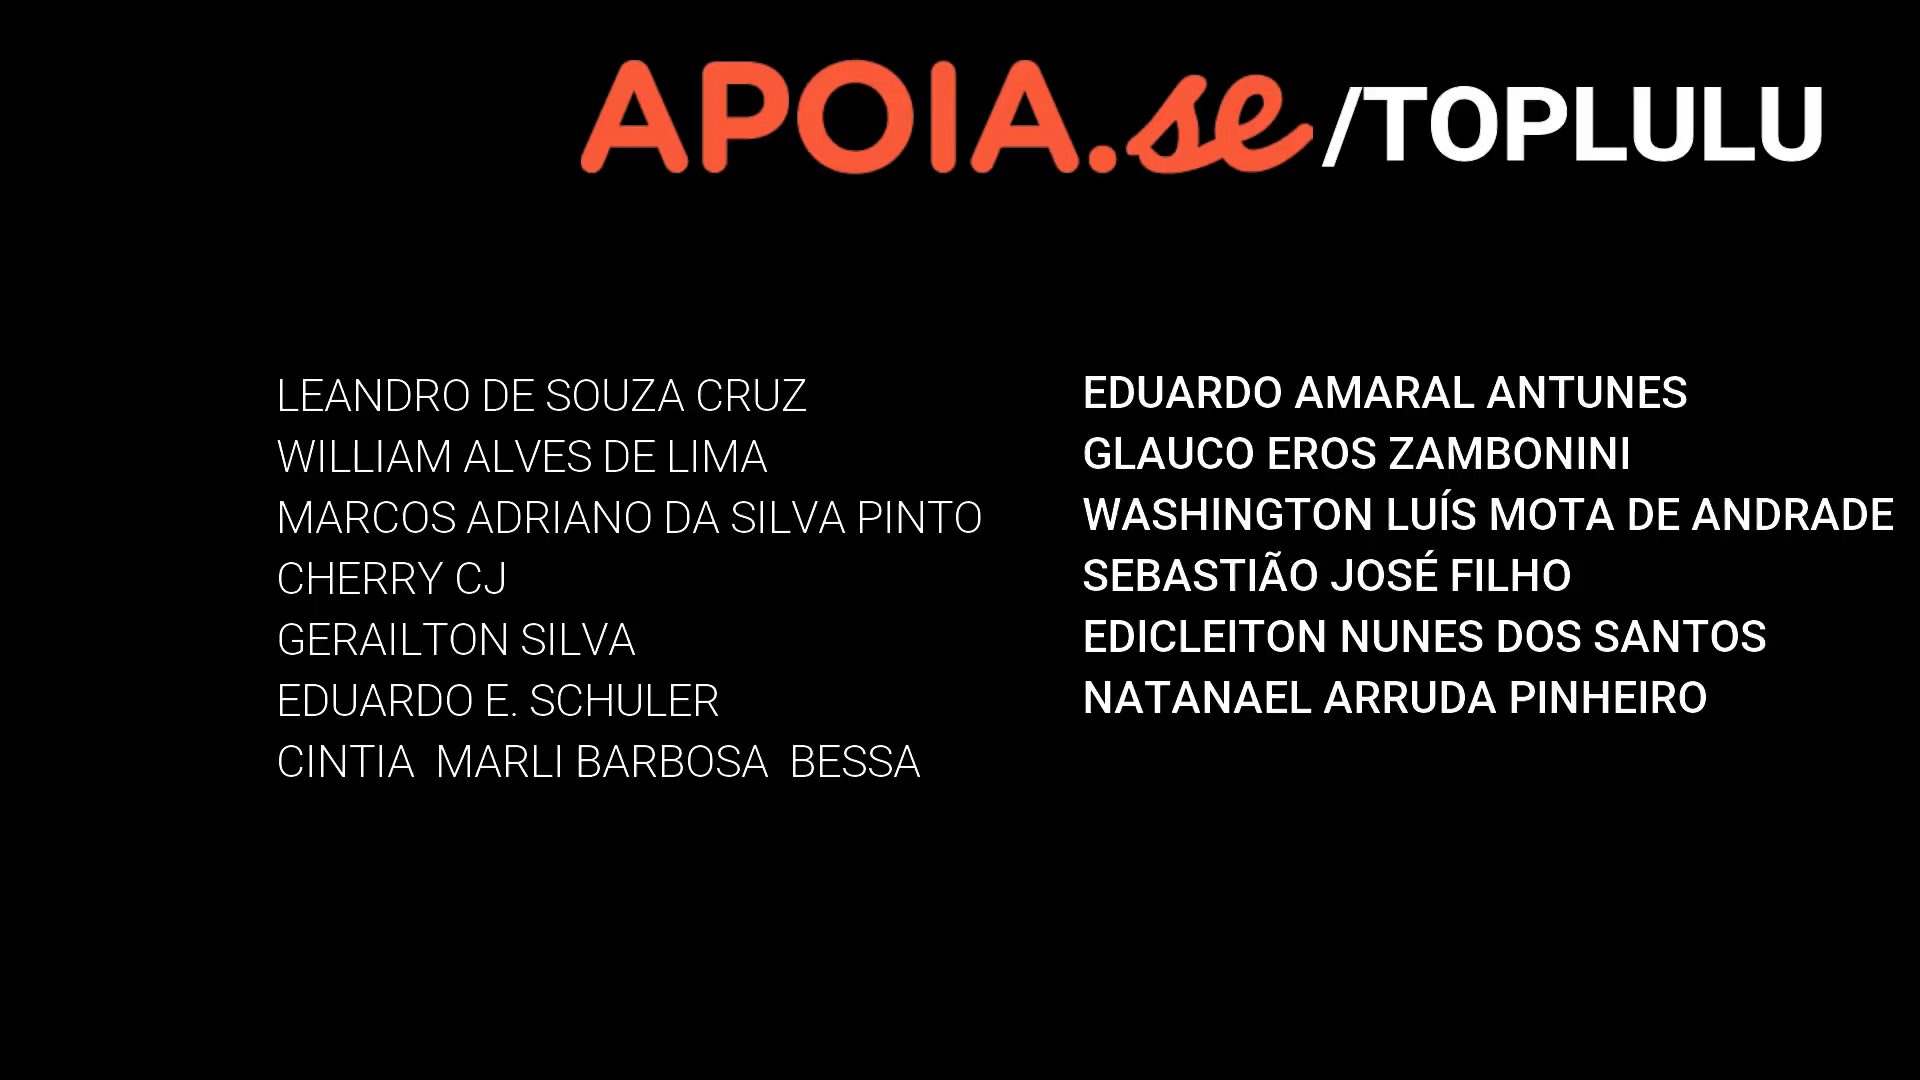 APOIA.se/TOPLULU
LEANDRO DE SOUZA CRUZ
WILLIAM ALVES DE LIMA
MARCOS ADRIANO DA SILVA PINTO
CHERRY CJ
GERAILTON SILVA
EDUARDO E. SCHULER
CINTIA  MARLI BARBOSA  BESSA
EDUARDO AMARAL ANTUNES
GLAUCO EROS ZAMBONINI
WASHINGTON LUÍS MOTA DE ANDRADE
SEBASTIÃO JOSÉ FILHO
EDICLEITON NUNES DOS SANTOS
NATANAEL ARRUDA PINHEIRO